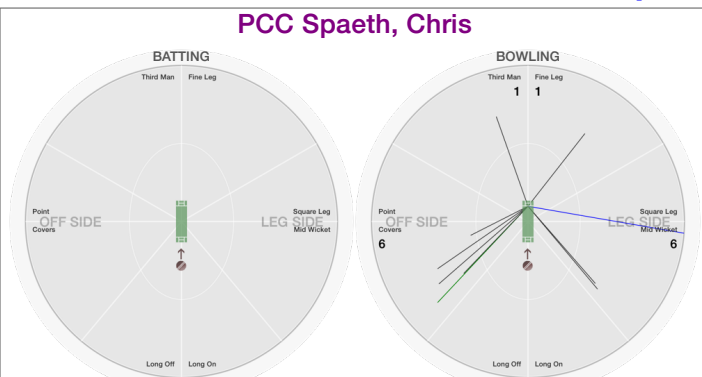 PCC Spaeth, Chris
BATTING
Third Man
Fine Leg
Point
OFF SIDE
Covers
Square Leg
LEG SIDE
Mid Wicket
Long Off
Long On
BOWLING
Third Man
Fine Leg
1
1
Point
OFF SIDE
Covers
6
Square Leg
LEG SIDE
Mid Wicket
6
Long Off
Long On